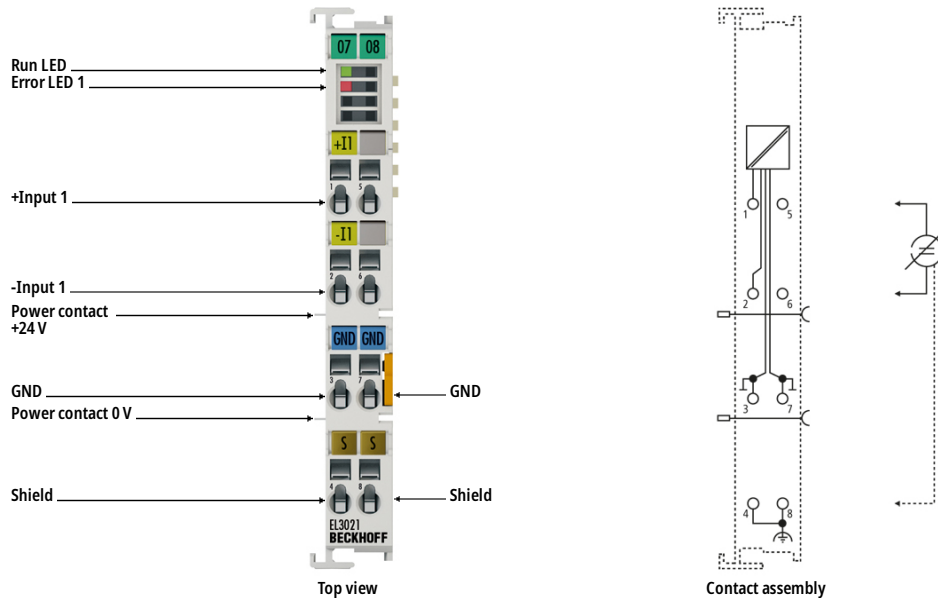 07 08
Run LED
Error LED 1
+I1
1 5
+Input 1
-I1
2 6
-Input 1
Power contact
+24 V
GND GND
3 7
GND
GND
Power contact 0 V
S S
4 8
Shield
Shield
EL3021
BECKHOFF
Top view
1 5
2 6
3 7
4 8
Contact assembly